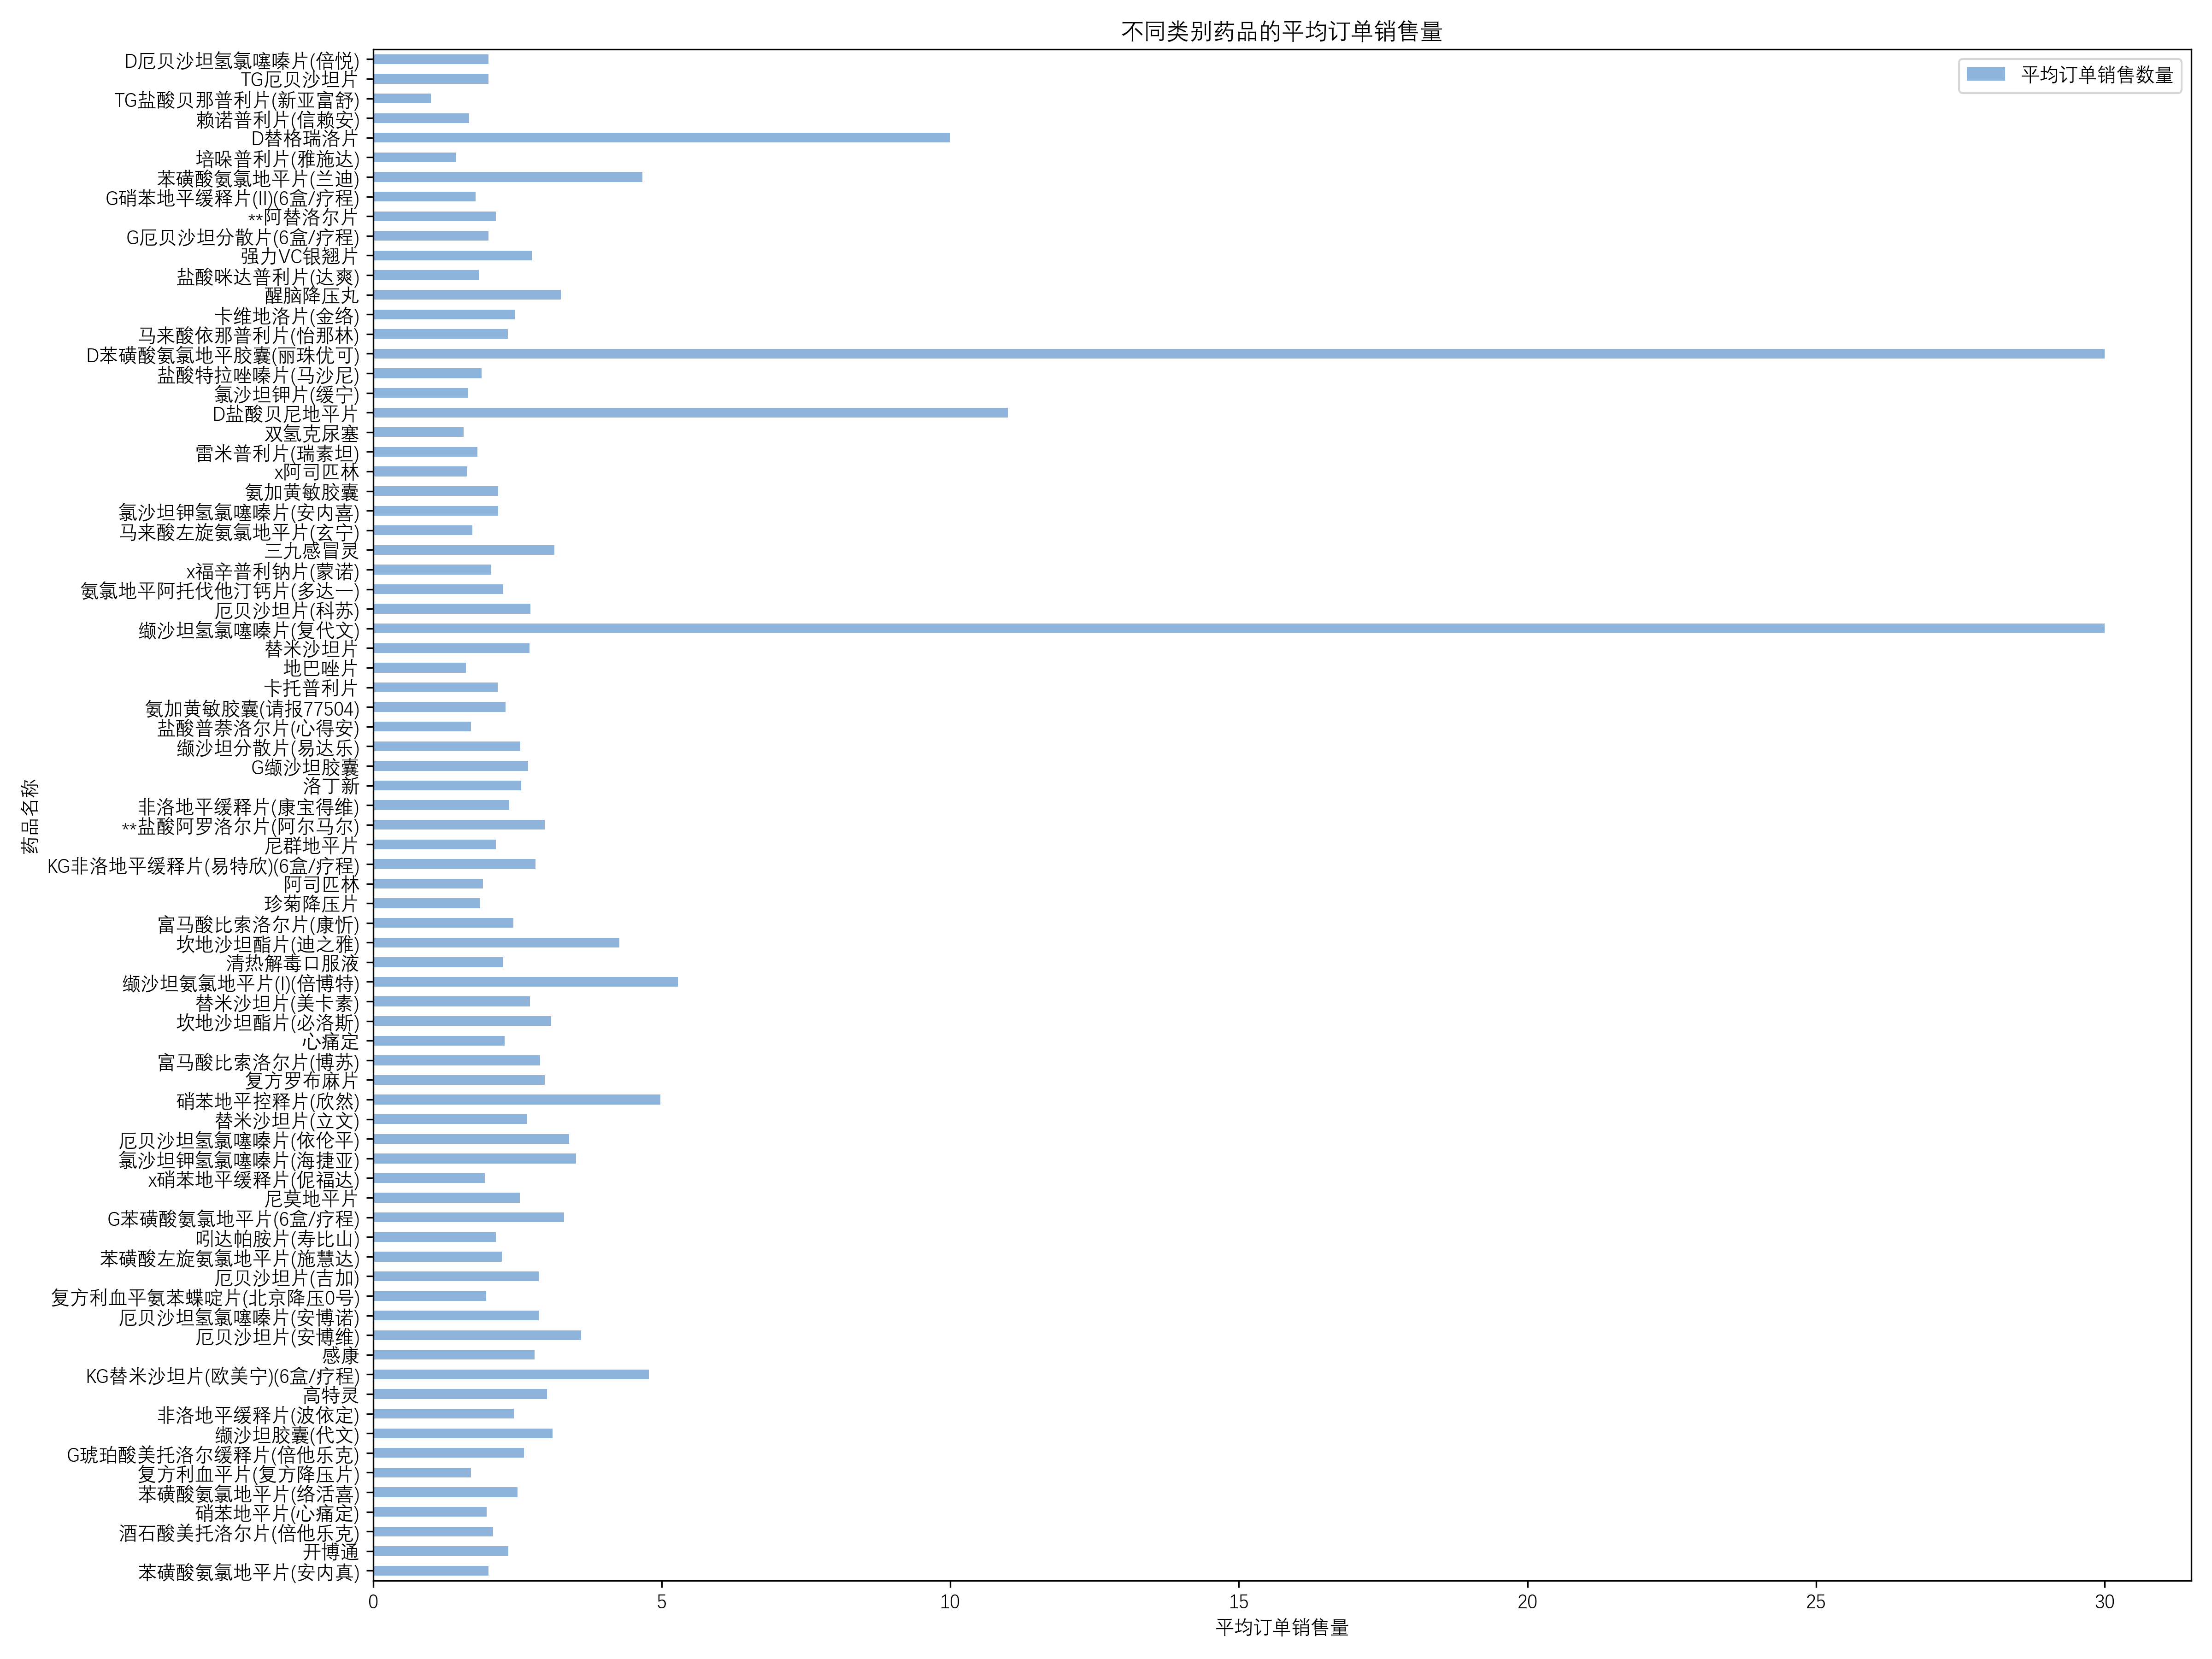 不同类别药品的平均订单销售量
平均订单销售数量
药品名称
D厄贝沙坦氢氯噻嗪片(倍悦)
TG厄贝沙坦片
TG盐酸贝那普利片(新亚富舒)
赖诺普利片(信赖安)
D替格瑞洛片
培哚普利片(雅施达)
苯磺酸氨氯地平片(兰迪)
G硝苯地平缓释片(II)(6盒/疗程)
**阿替洛尔片
G厄贝沙坦分散片(6盒/疗程)
强力VC银翘片
盐酸咪达普利片(达爽)
醒脑降压丸
卡维地洛片(金络)
马来酸依那普利片(怡那林)
D苯磺酸氨氯地平胶囊(丽珠优可)
盐酸特拉唑嗪片(马沙尼)
氯沙坦钾片(缓宁)
D盐酸贝尼地平片
双氢克尿塞
雷米普利片(瑞素坦)
x阿司匹林
氨加黄敏胶囊
氯沙坦钾氢氯噻嗪片(安内喜)
马来酸左旋氨氯地平片(玄宁)
三九感冒灵
x福辛普利钠片(蒙诺)
氨氯地平阿托伐他汀钙片(多达一)
厄贝沙坦片(科苏)
缬沙坦氢氯噻嗪片(复代文)
替米沙坦片
地巴唑片
卡托普利片
氨加黄敏胶囊(请报77504)
盐酸普萘洛尔片(心得安)
缬沙坦分散片(易达乐)
G缬沙坦胶囊
洛丁新
非洛地平缓释片(康宝得维)
**盐酸阿罗洛尔片(阿尔马尔)
尼群地平片
KG非洛地平缓释片(易特欣)(6盒/疗程)
阿司匹林
珍菊降压片
富马酸比索洛尔片(康忻)
坎地沙坦酯片(迪之雅)
清热解毒口服液
缬沙坦氨氯地平片(I)(倍博特)
替米沙坦片(美卡素)
坎地沙坦酯片(必洛斯)
心痛定
富马酸比索洛尔片(博苏)
复方罗布麻片
硝苯地平控释片(欣然)
替米沙坦片(立文)
厄贝沙坦氢氯噻嗪片(依伦平)
氯沙坦钾氢氯噻嗪片(海捷亚)
x硝苯地平缓释片(伲福达)
尼莫地平片
G苯磺酸氨氯地平片(6盒/疗程)
吲达帕胺片(寿比山)
苯磺酸左旋氨氯地平片(施慧达)
厄贝沙坦片(吉加)
复方利血平氨苯蝶啶片(北京降压0号)
厄贝沙坦氢氯噻嗪片(安博诺)
厄贝沙坦片(安博维)
感康
KG替米沙坦片(欧美宁)(6盒/疗程)
高特灵
非洛地平缓释片(波依定)
缬沙坦胶囊(代文)
G琥珀酸美托洛尔缓释片(倍他乐克)
复方利血平片(复方降压片)
苯磺酸氨氯地平片(络活喜)
硝苯地平片(心痛定)
酒石酸美托洛尔片(倍他乐克)
开博通
苯磺酸氨氯地平片(安内真)
0 5 10 15 20 25 30
平均订单销售量